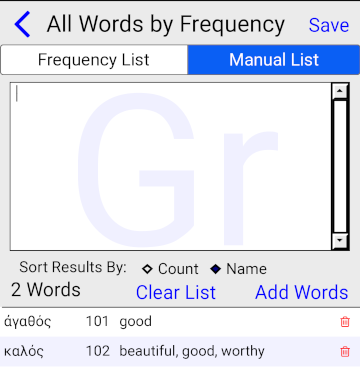 All Words by Frequency Save
Frequency List Manual List
Gr
Sort Results By: Count Name
2 Words Clear List Add Words
ἀγαθός 101 good
καλός 102 beautiful, good, worthy